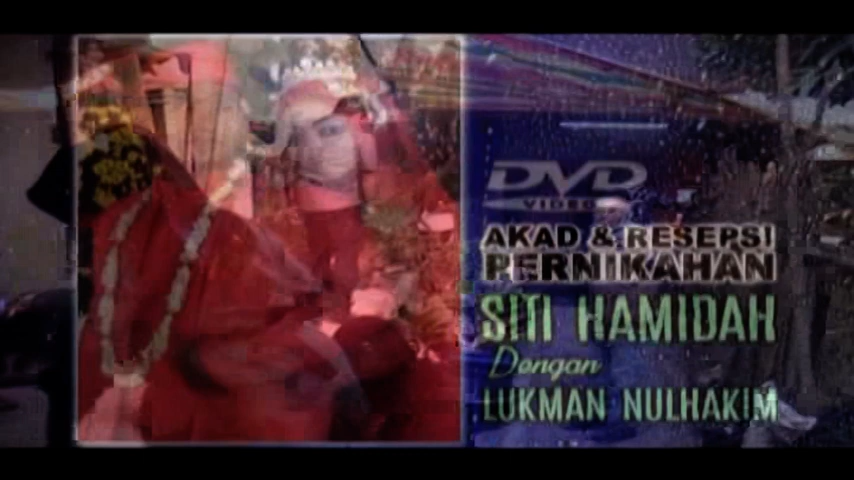 DVD
VIDEO
AKAD & RESEPSI
PERNIKAHAN
SITI HAMIDAH
Dengan
LUKMAN NULHAKIM